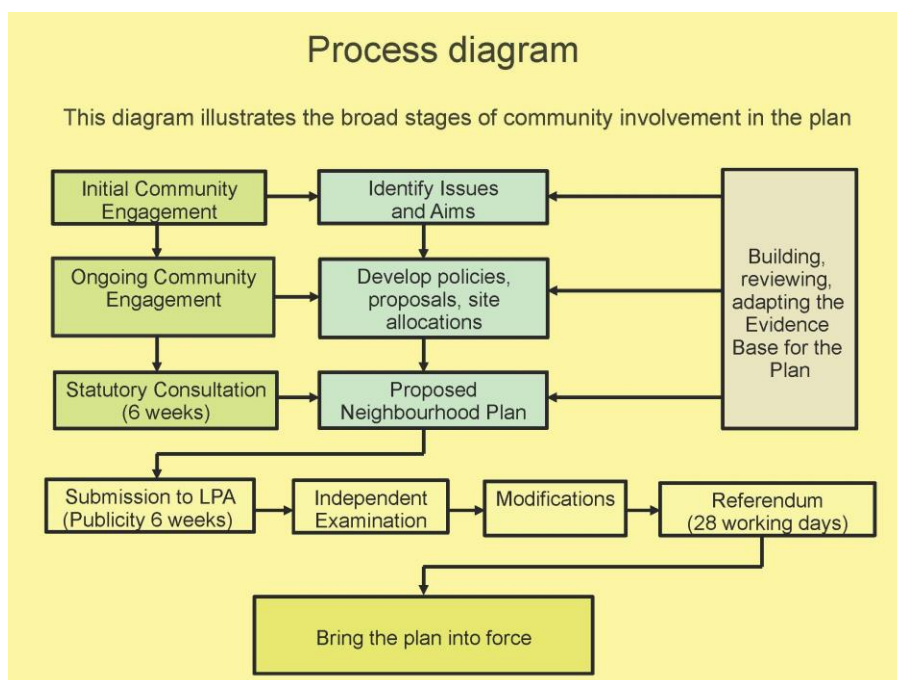 Process diagram
This diagram illustrates the broad stages of community involvement in the plan
Initial Community
Engagement
Identify Issues
and Aims
Ongoing Community
Engagement
Develop policies,
proposals, site
allocations
Building,
reviewing,
adapting the
Evidence
Base for the
Plan
Statutory Consultation
(6 weeks)
Proposed
Neighbourhood Plan
Submission to LPA
(Publicity 6 weeks)
Independent
Examination
Modifications
Referendum
(28 working days)
Bring the plan into force